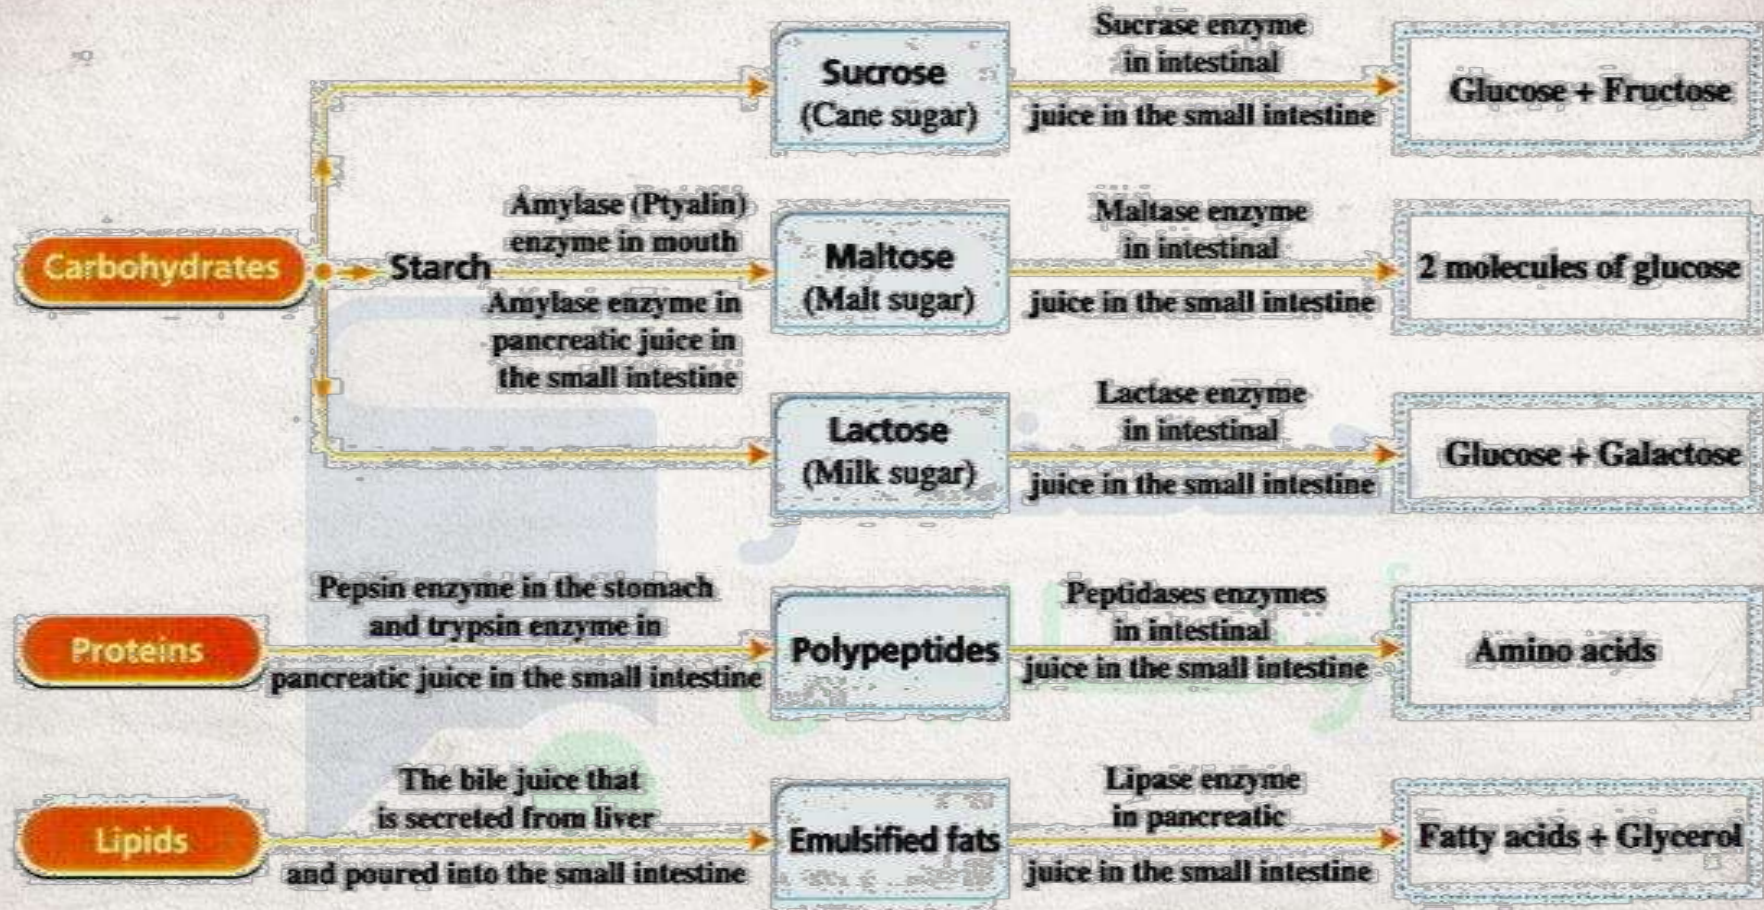 Sucrase enzyme
in intestinal
Sucrose
(Cane sugar)
juice in the small intestine
Glucose + Fructose
Carbohydrates
Starch
Amylase (Ptyalin)
enzyme in mouth
Amylase enzyme in
pancreatic juice in
the small intestine
Maltose
(Malt sugar)
Maltase enzyme
in intestinal
juice in the small intestine
2 molecules of glucose
Lactose
(Milk sugar)
Lactase enzyme
in intestinal
juice in the small intestine
Glucose + Galactose
Proteins
Pepsin enzyme in the stomach
and trypsin enzyme in
pancreatic juice in the small intestine
Polypeptides
Peptidases enzymes
in intestinal
juice in the small intestine
Amino acids
Lipids
The bile juice that
is secreted from liver
and poured into the small intestine
Emulsified fats
Lipase enzyme
in pancreatic
juice in the small intestine
Fatty acids + Glycerol